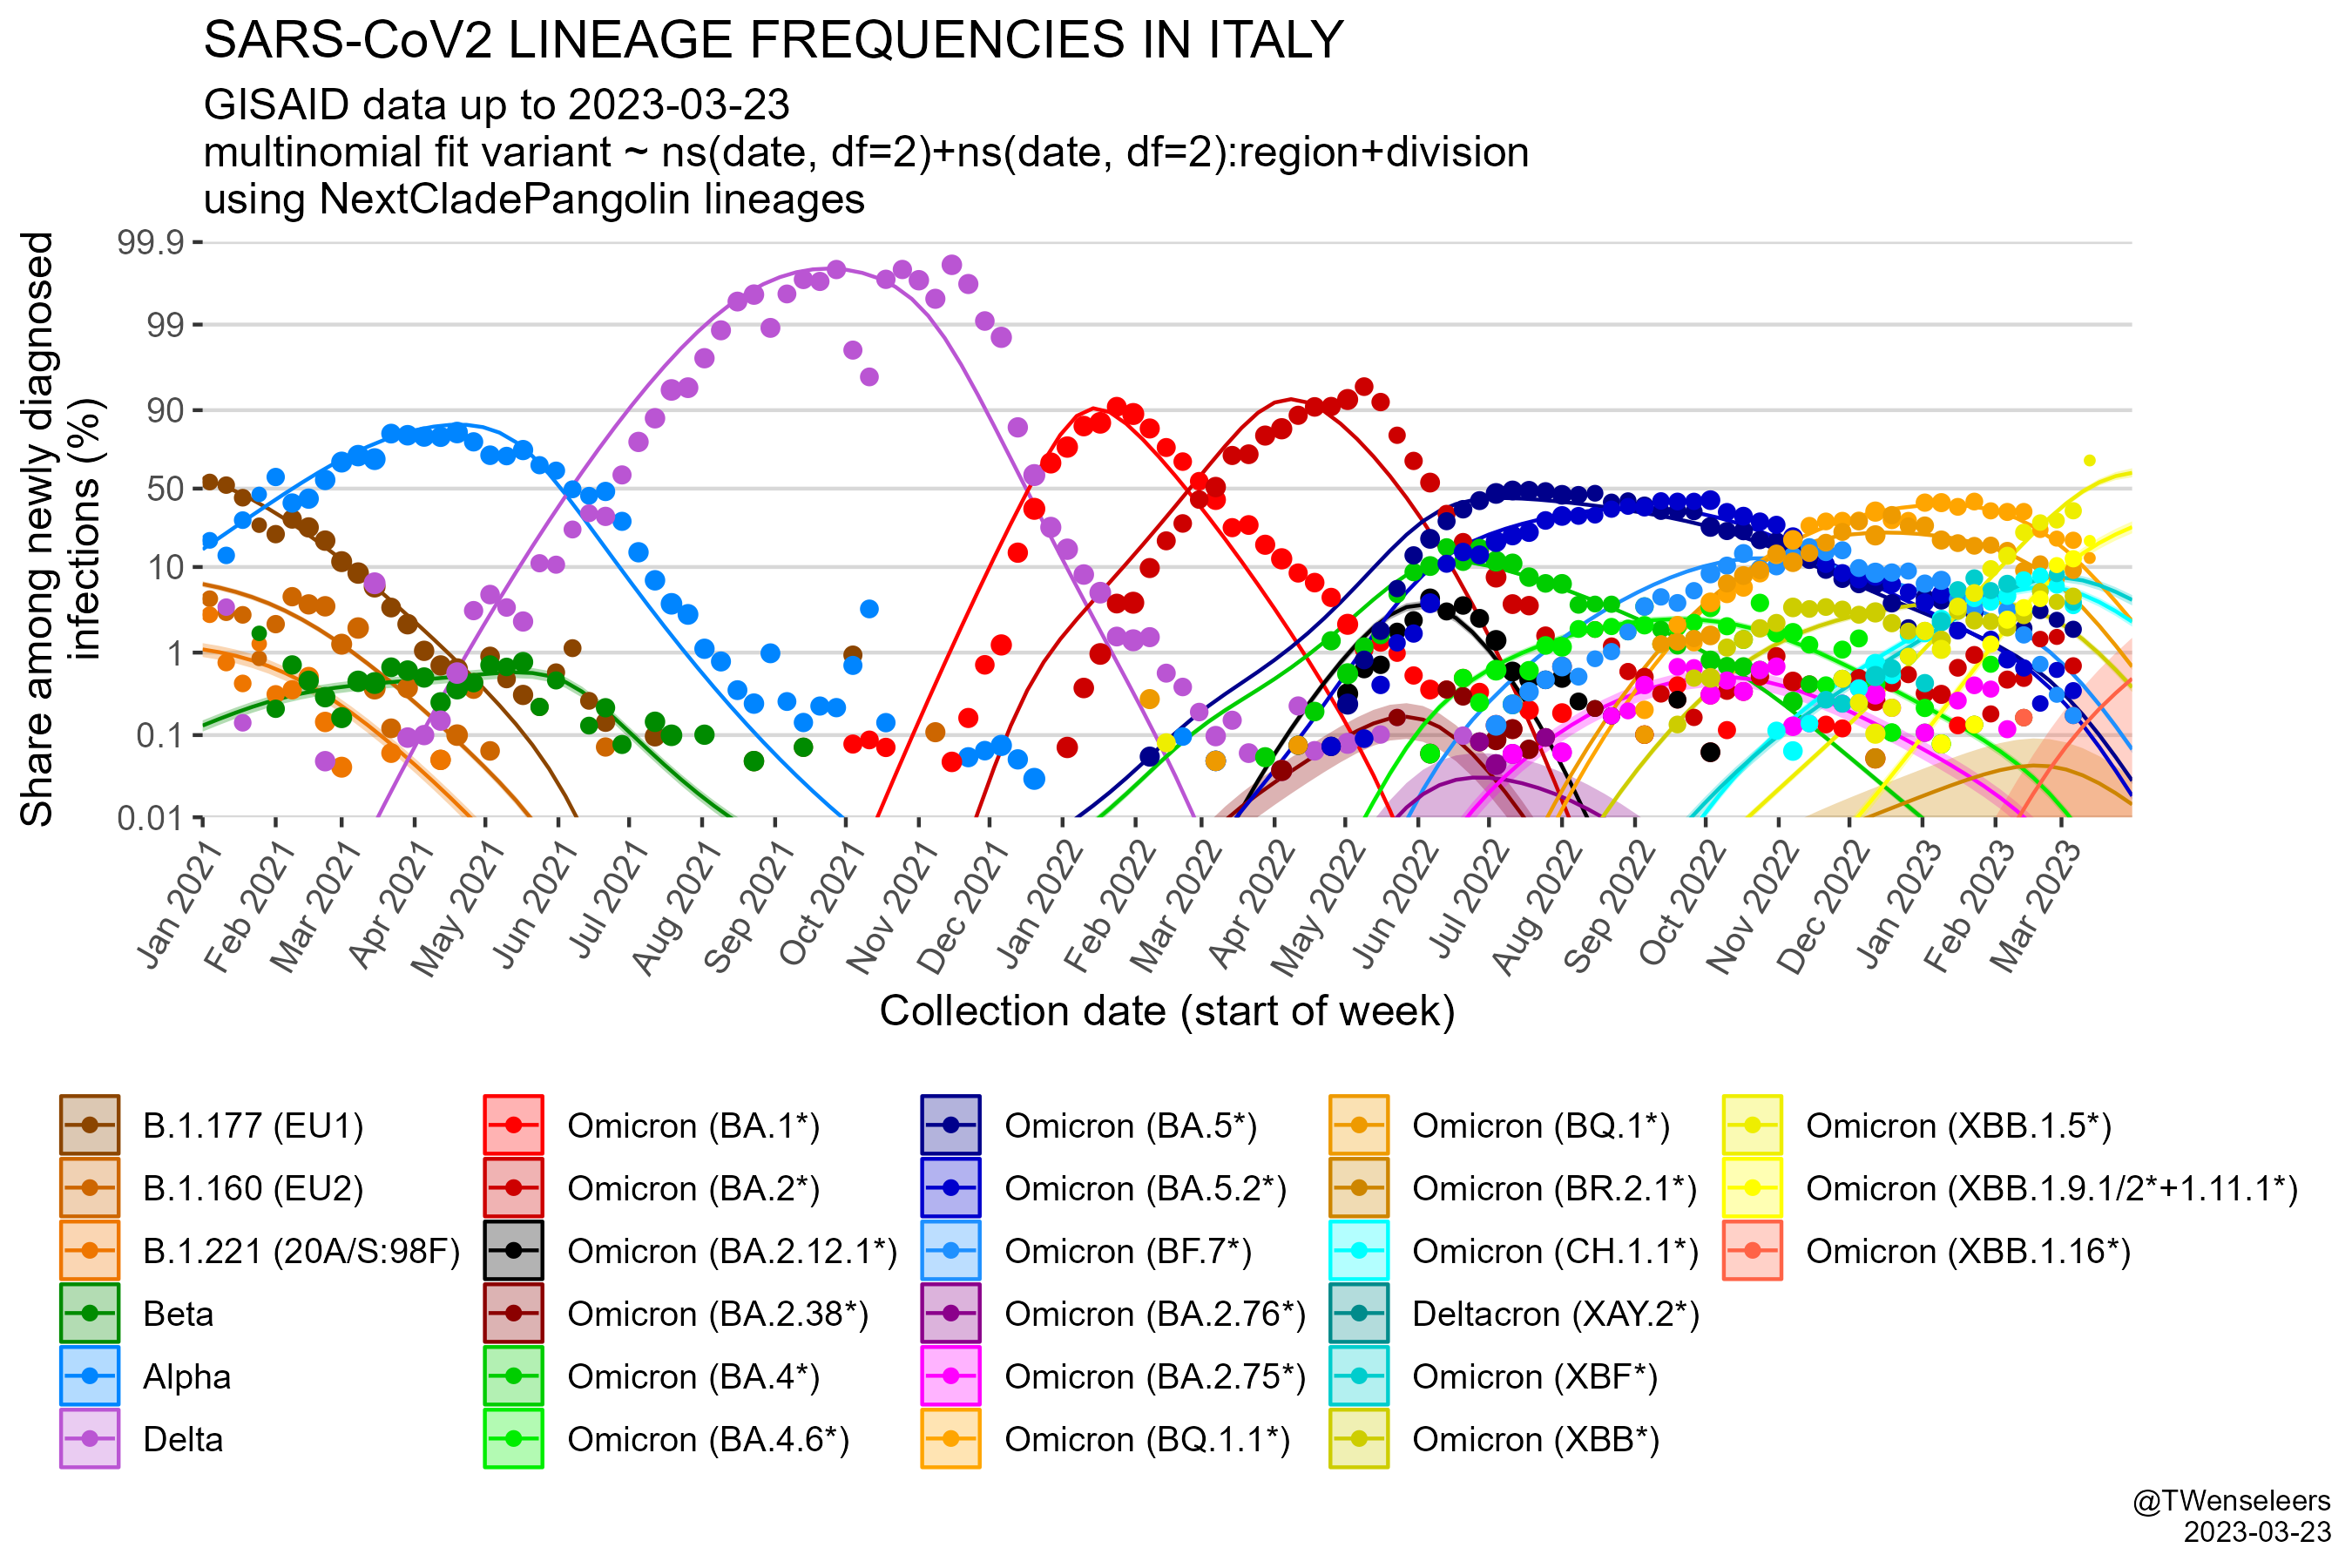 SARS-CoV2 LINEAGE FREQUENCIES IN ITALY
GISAID data up to 2023-03-23
multinomial fit variant ~ ns(date, df=2)+ns(date, df=2):region+division
using NextCladePangolin lineages
Share among newly diagnosed
infections (%)
99.9
99
90
50
10
1
0.1
0.01
Jan 2021
Feb 2021
Mar 2021
Apr 2021
May 2021
Jun 2021
Jul 2021
Aug 2021
Sep 2021
Oct 2021
Nov 2021
Dec 2021
Jan 2022
Feb 2022
Mar 2022
Apr 2022
May 2022
Jun 2022
Jul 2022
Aug 2022
Sep 2022
Oct 2022
Nov 2022
Dec 2022
Jan 2023
Feb 2023
Mar 2023
Collection date (start of week)
B.1.177 (EU1)
B.1.160 (EU2)
B.1.221 (20A/S:98F)
Beta
Alpha
Delta
Omicron (BA.1*)
Omicron (BA.2*)
Omicron (BA.2.12.1*)
Omicron (BA.2.38*)
Omicron (BA.4*)
Omicron (BA.4.6*)
Omicron (BA.5*)
Omicron (BA.5.2*)
Omicron (BF.7*)
Omicron (BA.2.76*)
Omicron (BA.2.75*)
Omicron (BQ.1.1*)
Omicron (BQ.1*)
Omicron (BR.2.1*)
Omicron (CH.1.1*)
Deltacron (XAY.2*)
Omicron (XBF*)
Omicron (XBB*)
Omicron (XBB.1.5*)
Omicron (XBB.1.9.1/2*+1.11.1*)
Omicron (XBB.1.16*)
@TWenseleers
2023-03-23